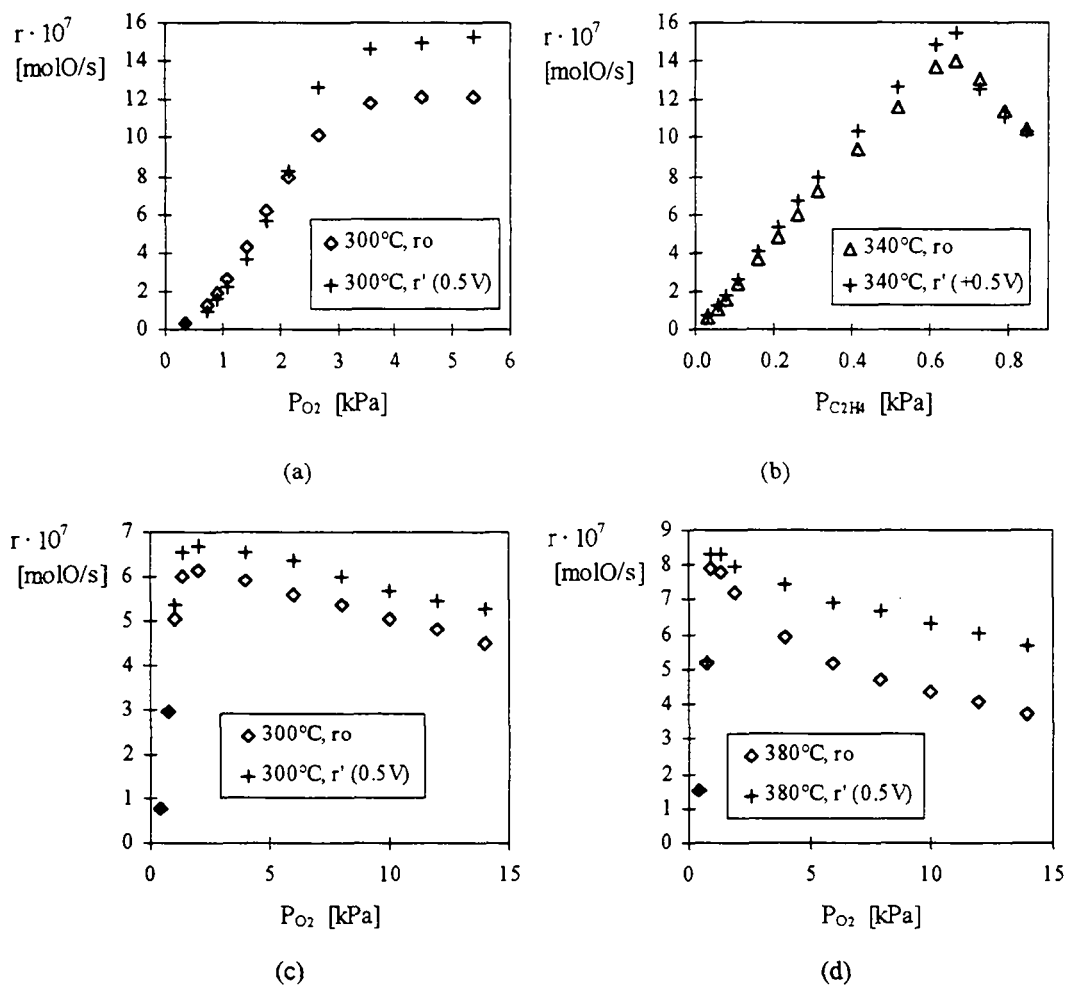 r · 10⁷
[molO/s]
16
14
12
10
8
6
4
2
0
◇ 300°C, ro
+ 300°C, r' (0.5V)
0 1 2 3 4 5 6
P_O₂ [kPa]
(a)
r · 10⁷
[molO/s]
16
14
12
10
8
6
4
2
0
△ 340°C, ro
+ 340°C, r' (+0.5V)
0.0 0.2 0.4 0.6 0.8
P_C₂H₄ [kPa]
(b)
r · 10⁷
[molO/s]
7
6
5
4
3
2
1
0
◇ 300°C, ro
+ 300°C, r' (0.5V)
0 5 10 15
P_O₂ [kPa]
(c)
r · 10⁷
[molO/s]
9
8
7
6
5
4
3
2
1
0
◇ 380°C, ro
+ 380°C, r' (0.5V)
0 5 10 15
P_O₂ [kPa]
(d)